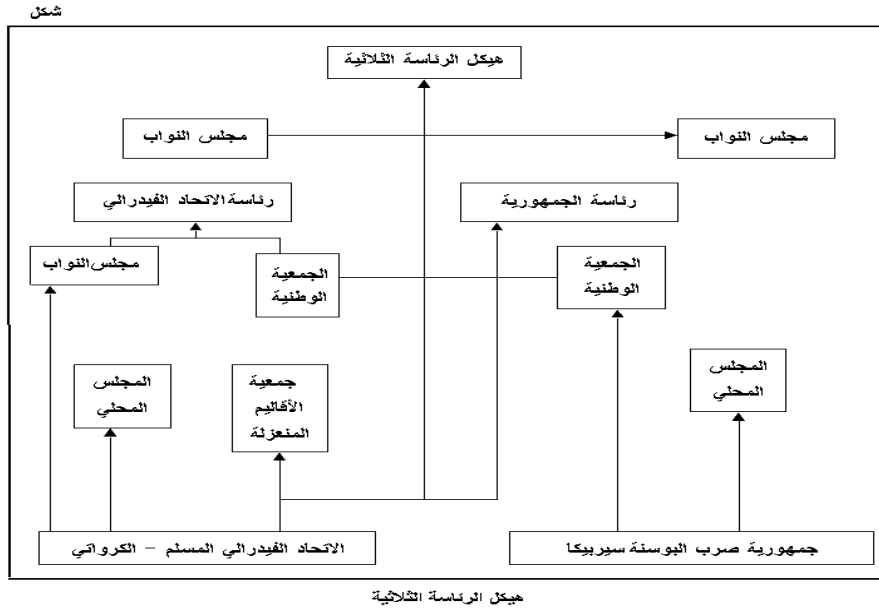 شكل
هيكل الرئاسة الثلاثية
مجلس النواب
مجلس النواب
رئاسة الجمهورية
رئاسة الاتحاد الفيدرالي
الجمعية
الوطنية
الجمعية
الوطنية
مجلس النواب
المجلس
المحلي
جمعية
الأقاليم
المنعزلة
المجلس
المحلي
جمهورية صرب البوسنة سيربيكا
الاتحاد الفيدرالي المسلم – الكرواتي
هيكل الرئاسة الثلاثية